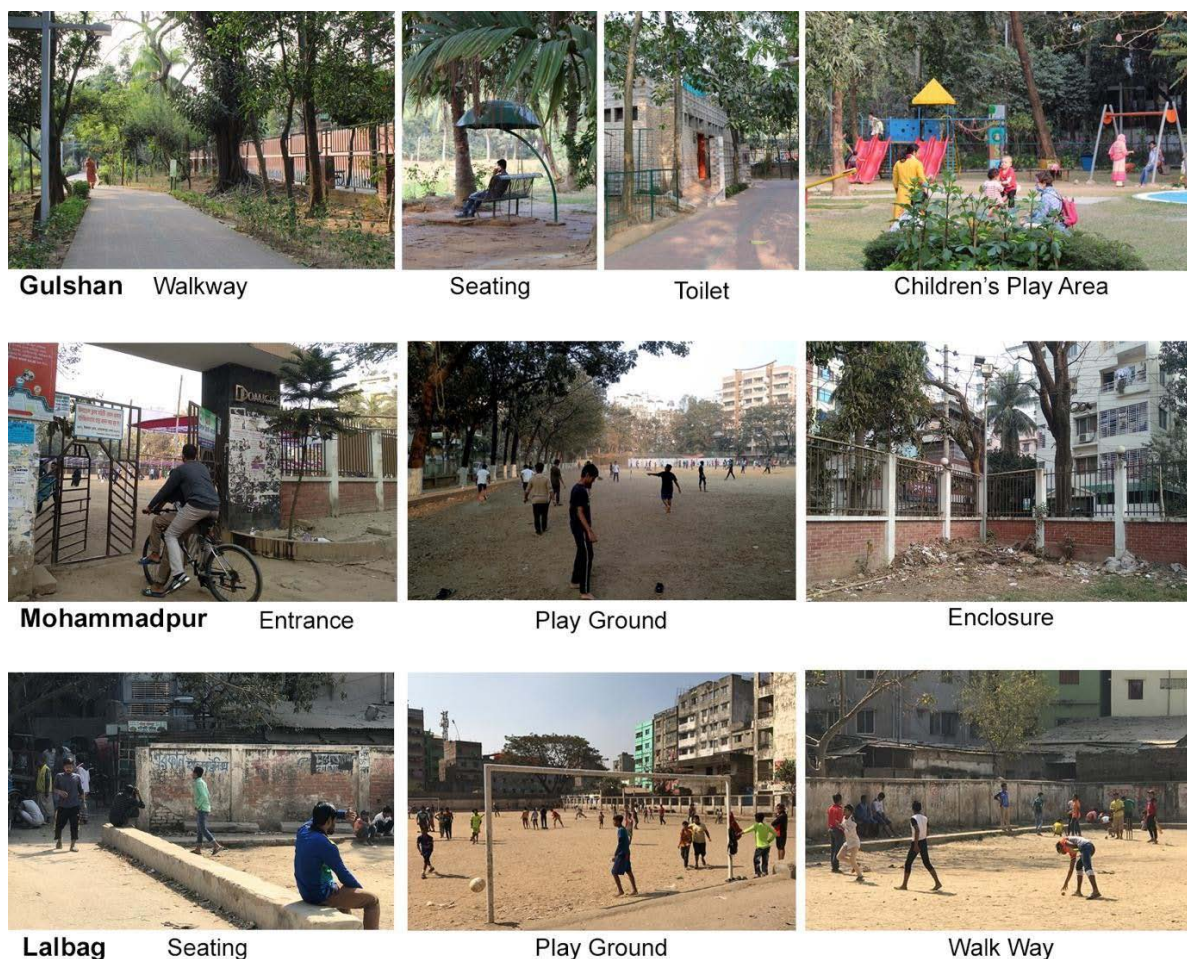 Gulshan Walkway Seating Toilet Children's Play Area
Mohammadpur Entrance Play Ground Enclosure
Lalbag Seating Play Ground Walk Way